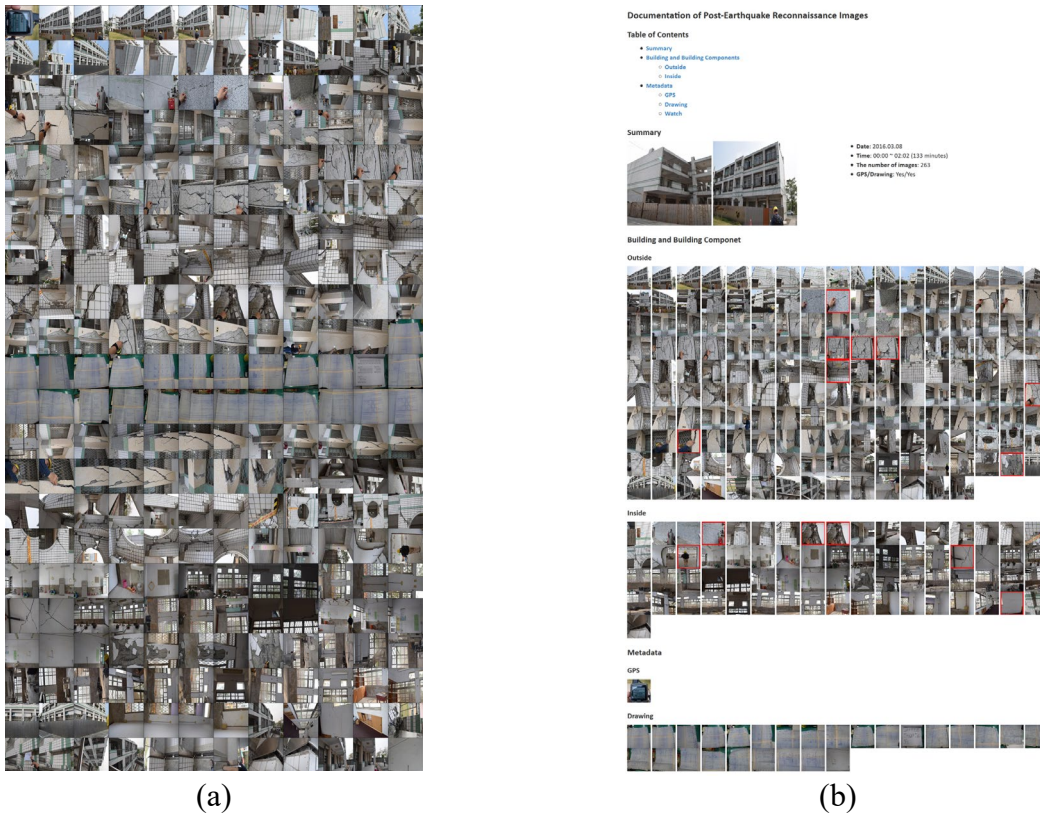 Documentation of Post-Earthquake Reconnaissance Images
Table of Contents
Summary
Building and Building Components
Outside
Inside
Metadata
GPS
Drawing
Watch
Summary
Date: 2016.03.08
Time: 00:00 ~ 02:02 (133 minutes)
The number of images: 263
GPS/Drawing: Yes/Yes
Building and Building Componet
Outside
Inside
Metadata
GPS
Drawing
(a)
(b)